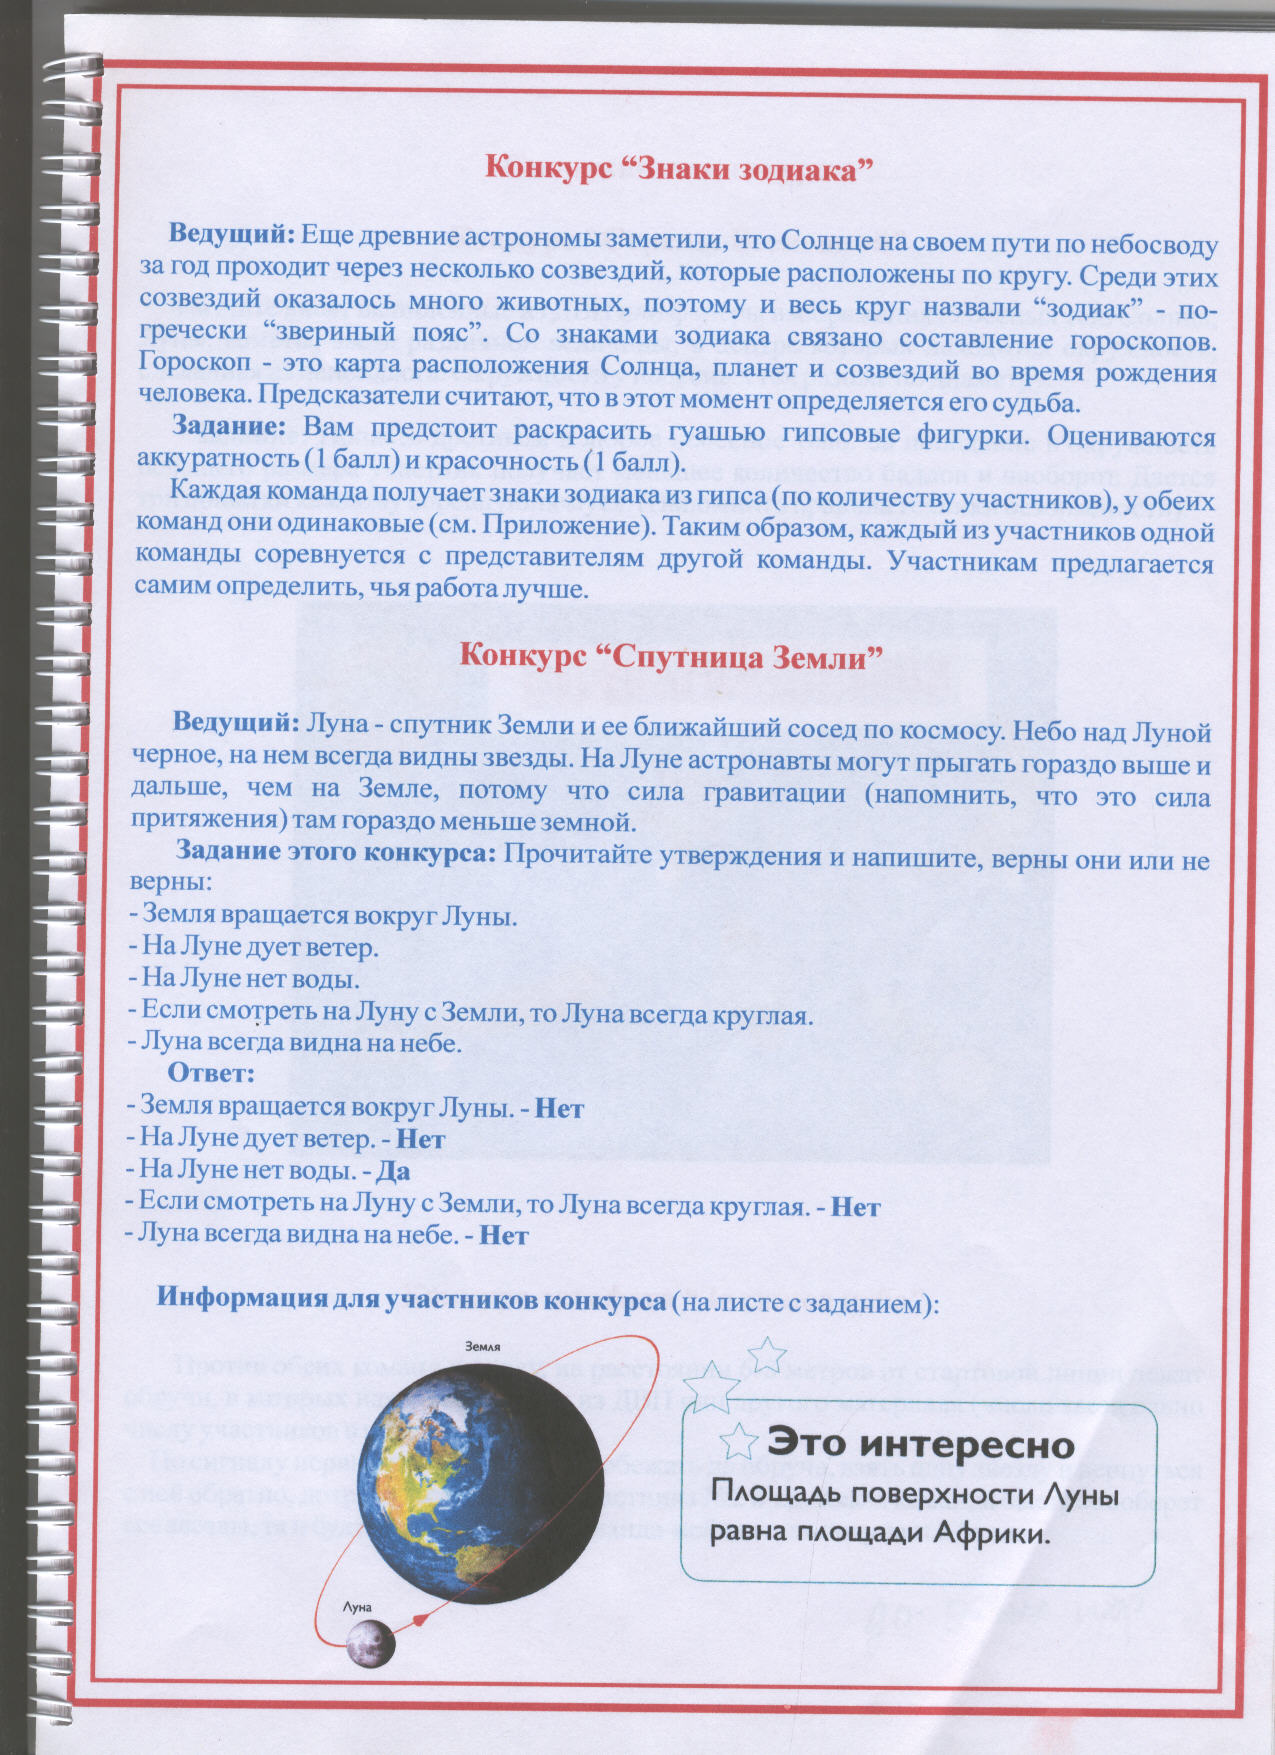 Конкурс “Знаки зодиака”
Ведущий: Еще древние астрономы заметили, что Солнце на своем пути по небосводу
за год проходит через несколько созвездий, которые расположены по кругу. Среди этих
созвездий оказалось много животных, поэтому и весь круг назвали “зодиак” - по-
гречески “звериный пояс”. Со знаками зодиака связано составление гороскопов.
Гороскоп - это карта расположения Солнца, планет и созвездий во время рождения
человека. Предсказатели считают, что в этот момент определяется его судьба.
Задание: Вам предстоит раскрасить гуашью гипсовые фигурки. Оцениваются
аккуратность (1 балл) и красочность (1 балл).
Каждая команда получает знаки зодиака из гипса (по количеству участников), у обеих
команд они одинаковые (см. Приложение). Таким образом, каждый из участников одной
команды соревнуется с представителям другой команды. Участникам предлагается
самим определить, чья работа лучше.
Конкурс “Спутница Земли”
Ведущий: Луна - спутник Земли и ее ближайший сосед по космосу. Небо над Луной
черное, на нем всегда видны звезды. На Луне астронавты могут прыгать гораздо выше и
дальше, чем на Земле, потому что сила гравитации (напомнить, что это сила
притяжения) там гораздо меньше земной.
Задание этого конкурса: Прочитайте утверждения и напишите, верны они или не
верны:
- Земля вращается вокруг Луны.
- На Луне дует ветер.
- На Луне нет воды.
- Если смотреть на Луну с Земли, то Луна всегда круглая.
- Луна всегда видна на небе.
Ответ:
- Земля вращается вокруг Луны. - Нет
- На Луне дует ветер. - Нет
- На Луне нет воды. - Да
- Если смотреть на Луну с Земли, то Луна всегда круглая. - Нет
- Луна всегда видна на небе. - Нет
Информация для участников конкурса (на листе с заданием):
Земля
Луна
Это интересно
Площадь поверхности Луны
равна площади Африки.